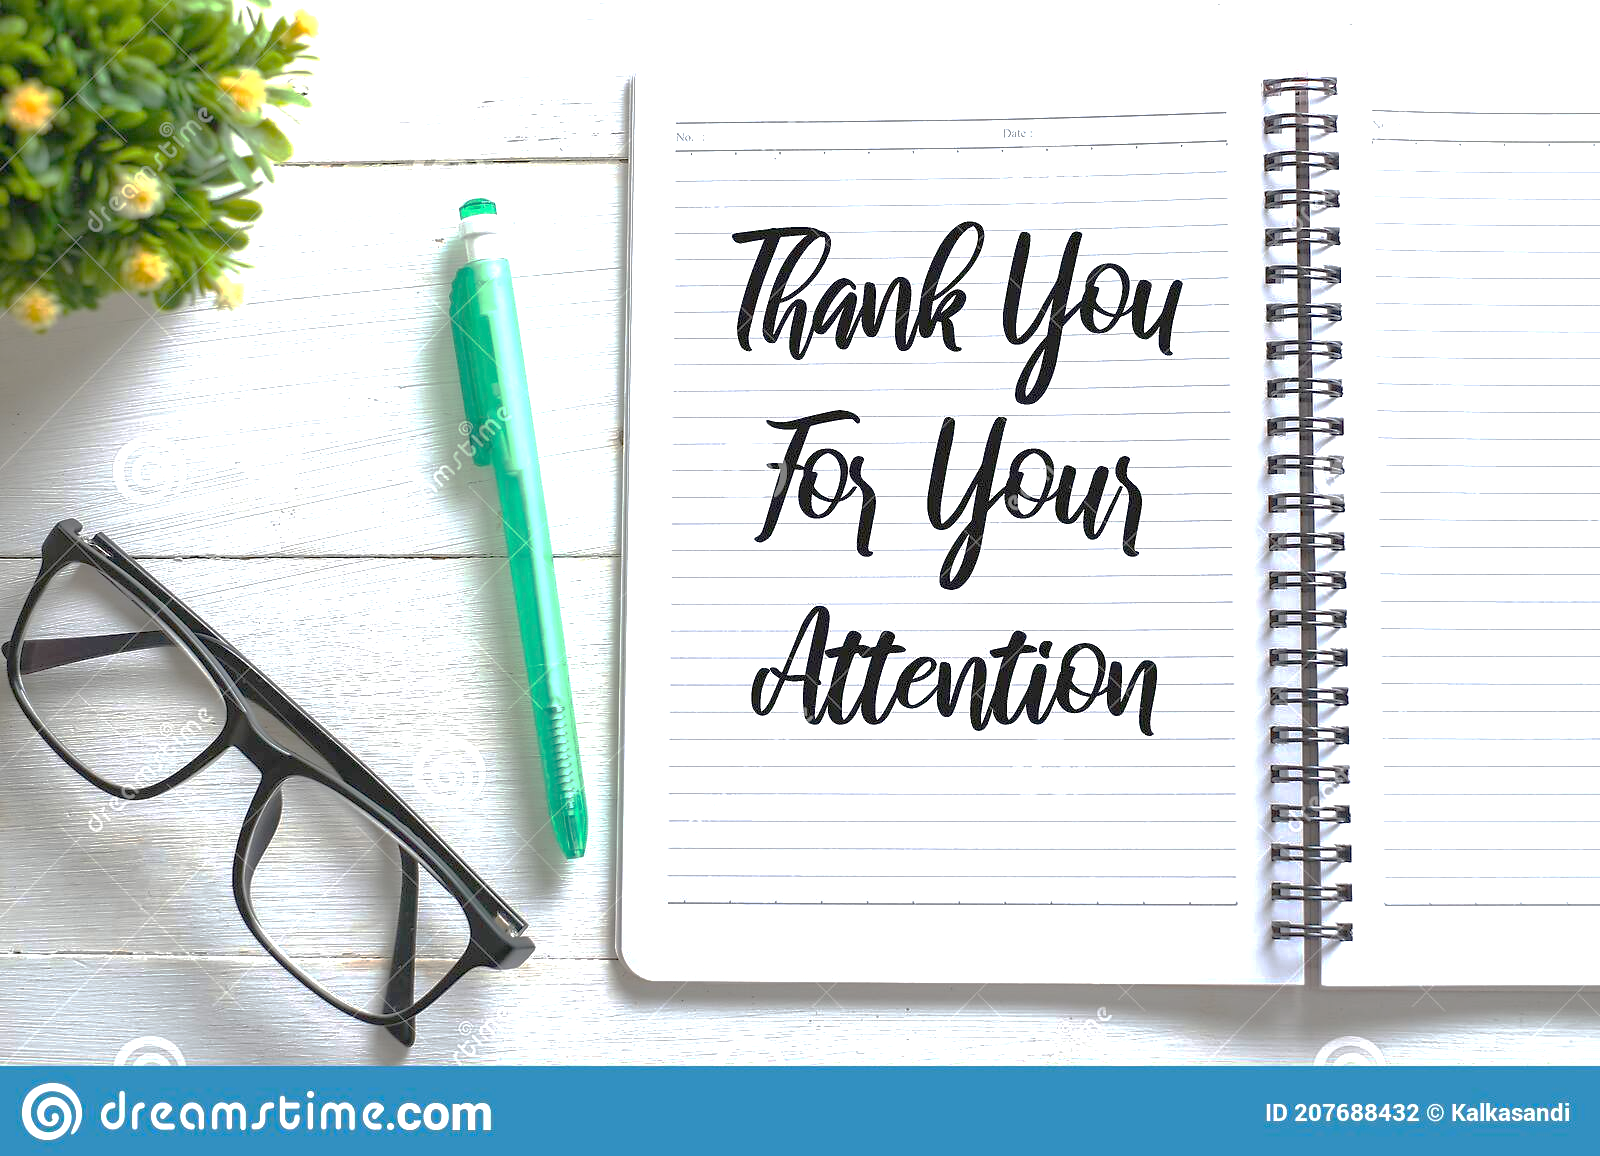 No. :
Date :
Thank You
For Your
Attention
dreamstime.com
ID 207688432 © Kalkasandi